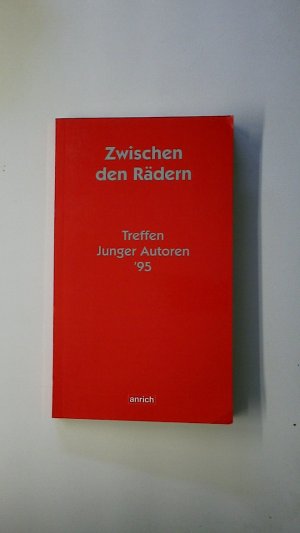 Zwischen
den Rädern
Treffen
Junger Autoren
'95
anrich